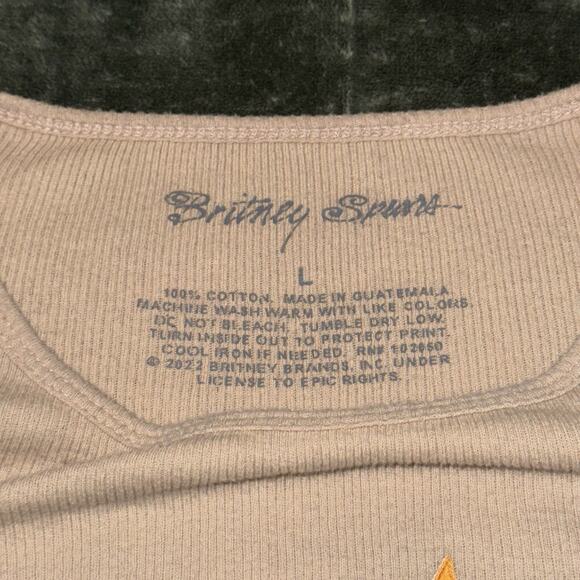 Britney Spears
L
100% COTTON. MADE IN GUATEMALA
MACHINE WASH WARM WITH LIKE COLORS.
DO NOT BLEACH. TUMBLE DRY LOW.
TURN INSIDE OUT TO PROTECT PRINT.
COOL IRON IF NEEDED. RN# 102060
© 2022 BRITNEY BRANDS, INC. UNDER
LICENSE TO EPIC RIGHTS.